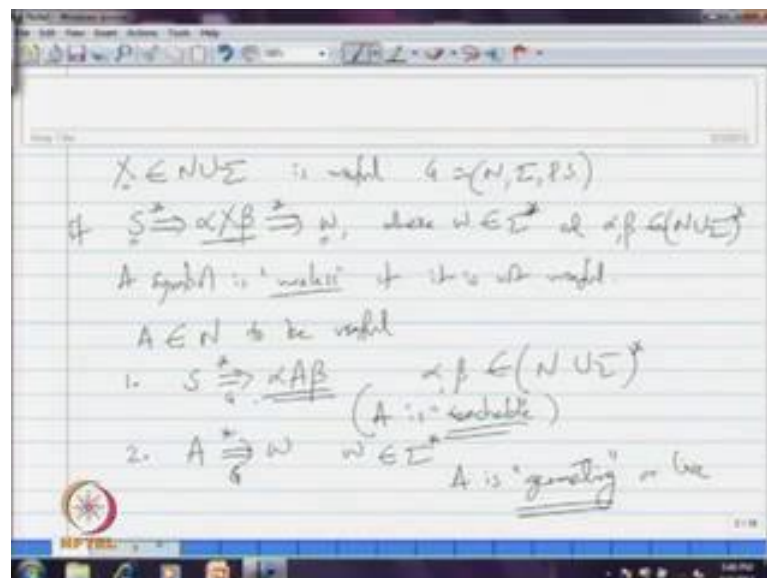 X ∈ N ∪ Σ is useful G = (N, Σ, P, S)
if S ⇒* αXβ ⇒* w, where w ∈ Σ* and α, β ∈ (N ∪ Σ)*
A symbol is "useless" if it is not useful.
A ∈ N to be useful
1. S ⇒*G αAβ α, β ∈ (N ∪ Σ)*
(A is "reachable")
2. A ⇒*G w w ∈ Σ*
A is "generating" or live
NPTEL